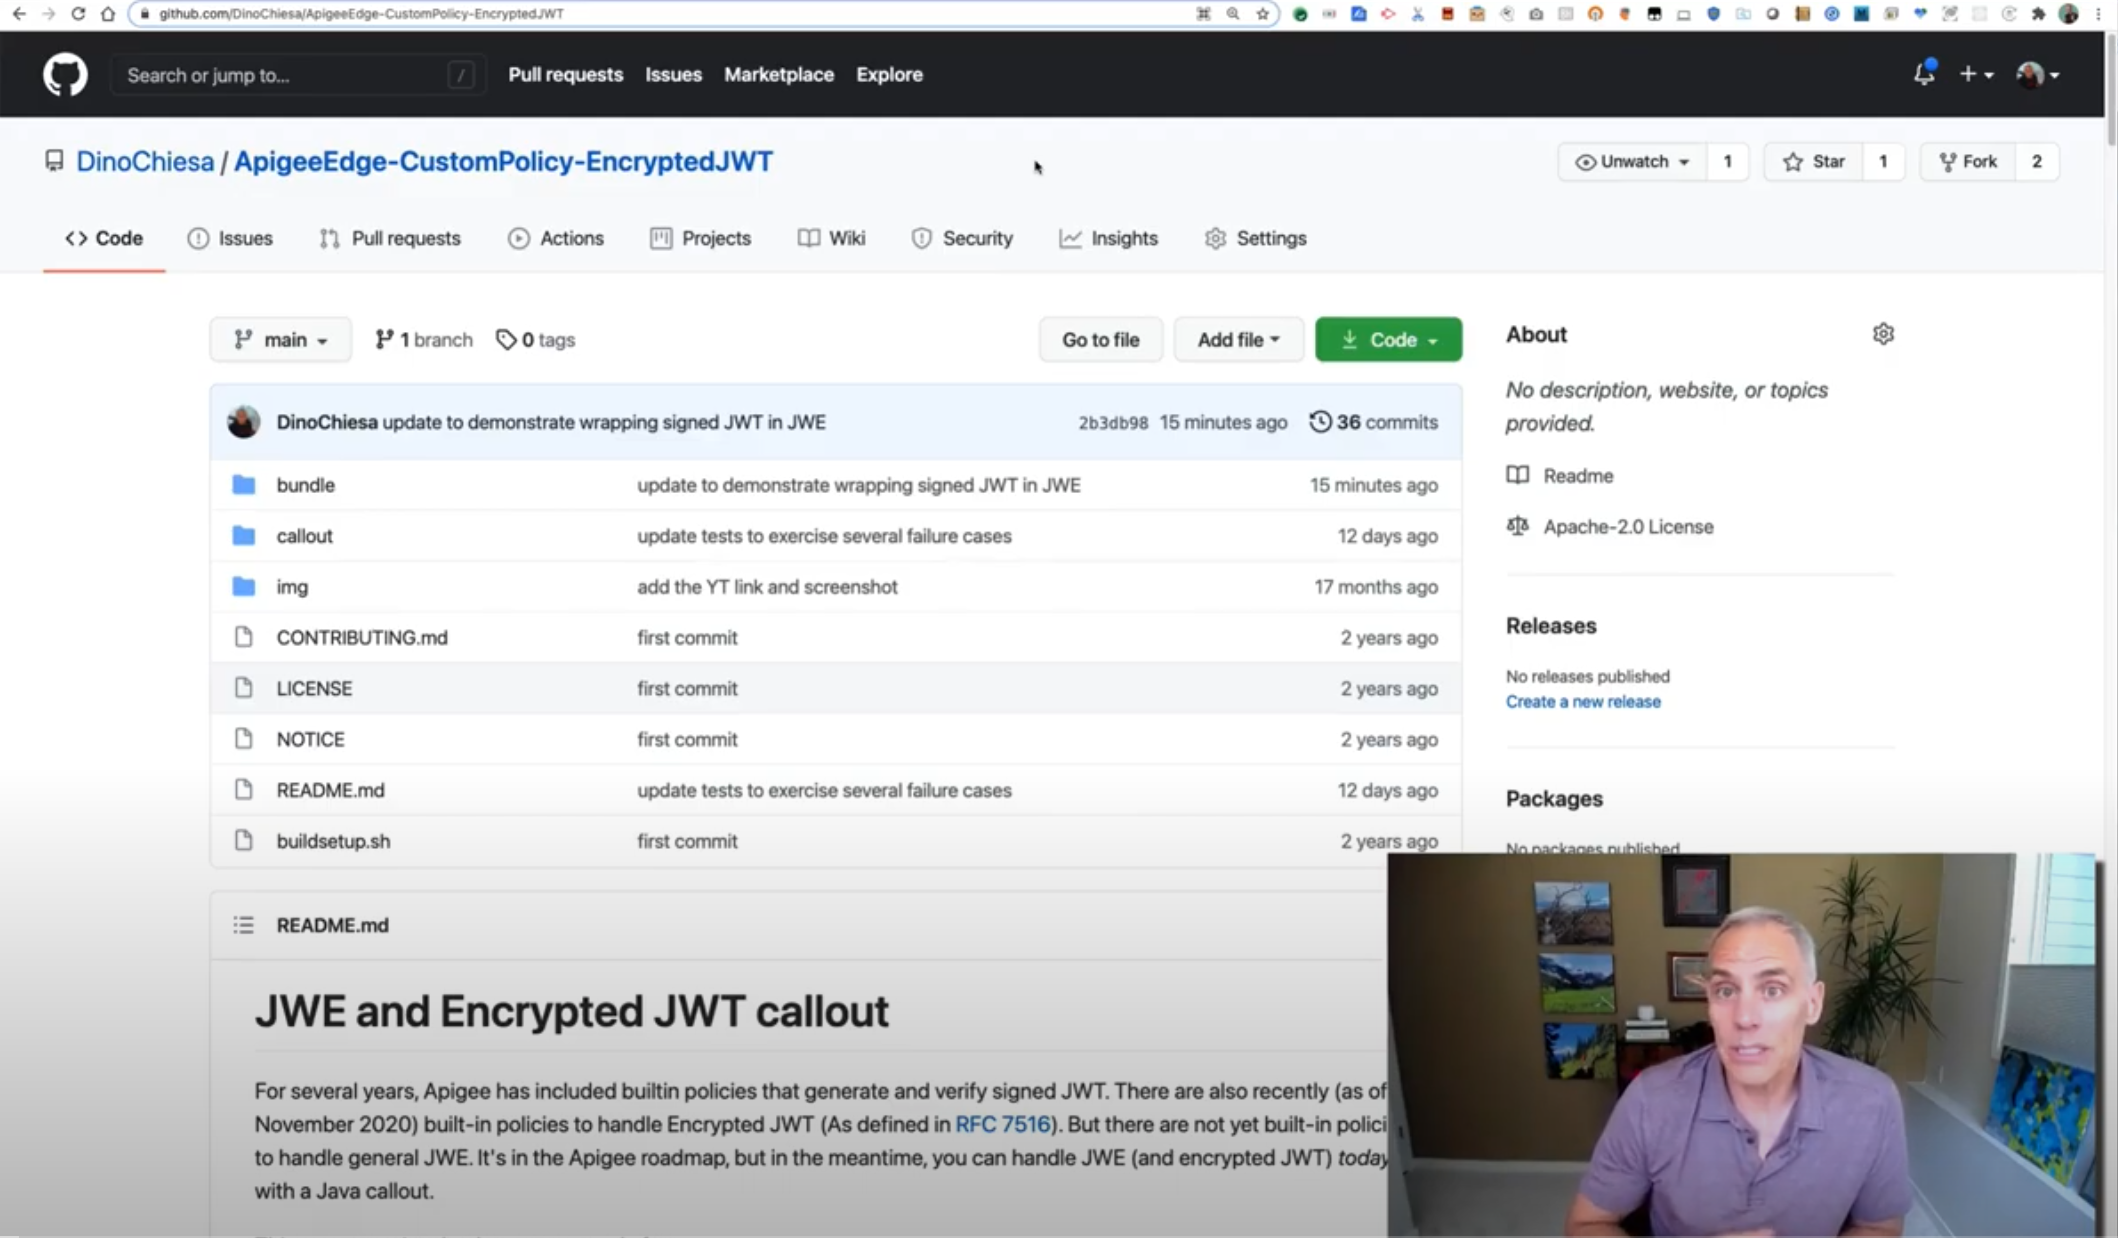 github.com/DinoChiesa/ApigeeEdge-CustomPolicy-EncryptedJWT
Search or jump to... /
Pull requests Issues Marketplace Explore
DinoChiesa / ApigeeEdge-CustomPolicy-EncryptedJWT
Unwatch 1 Star 1 Fork 2
Code Issues Pull requests Actions Projects Wiki Security Insights Settings
main 1 branch 0 tags Go to file Add file Code
DinoChiesa update to demonstrate wrapping signed JWT in JWE 2b3db98 15 minutes ago 36 commits
bundle update to demonstrate wrapping signed JWT in JWE 15 minutes ago
callout update tests to exercise several failure cases 12 days ago
img add the YT link and screenshot 17 months ago
CONTRIBUTING.md first commit 2 years ago
LICENSE first commit 2 years ago
NOTICE first commit 2 years ago
README.md update tests to exercise several failure cases 12 days ago
buildsetup.sh first commit 2 years ago
About
No description, website, or topics
provided.
Readme
Apache-2.0 License
Releases
No releases published
Create a new release
Packages
No packages published
README.md
JWE and Encrypted JWT callout
For several years, Apigee has included builtin policies that generate and verify signed JWT. There are also recently (as of
November 2020) built-in policies to handle Encrypted JWT (As defined in RFC 7516). But there are not yet built-in polici
to handle general JWE. It's in the Apigee roadmap, but in the meantime, you can handle JWE (and encrypted JWT) today
with a Java callout.